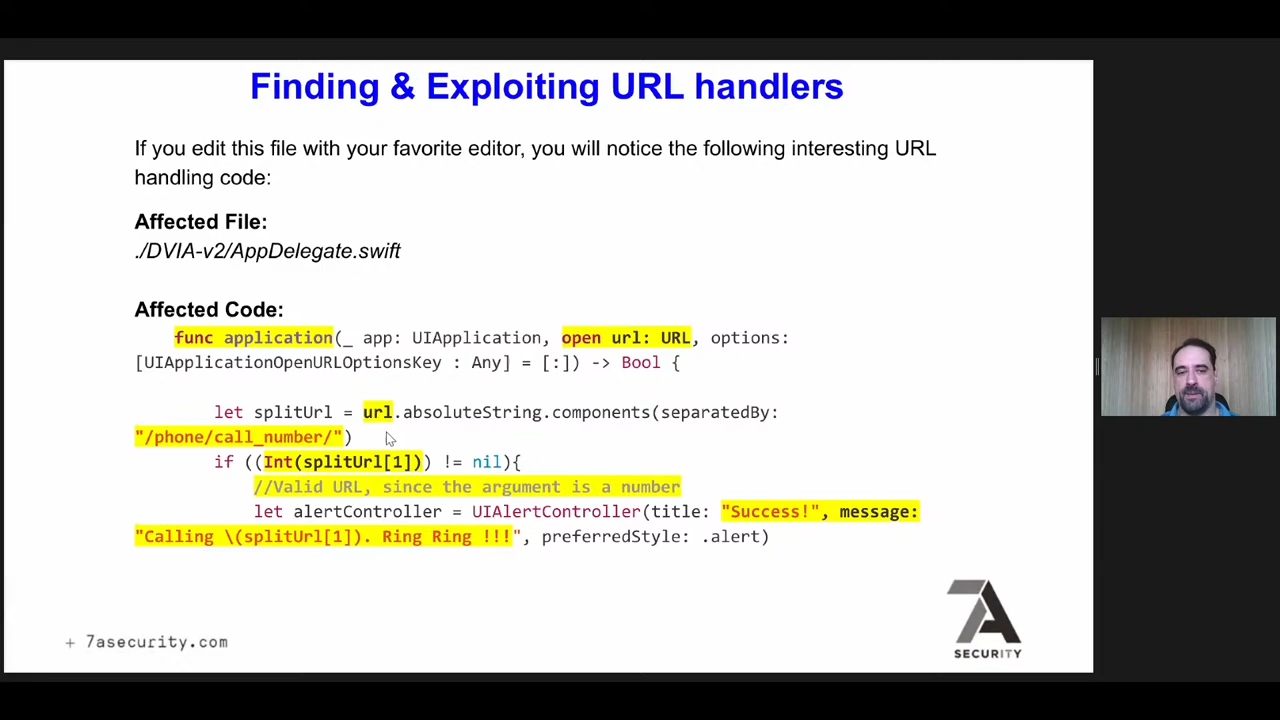 Finding & Exploiting URL handlers
If you edit this file with your favorite editor, you will notice the following interesting URL
handling code:
Affected File:
./DVIA-v2/AppDelegate.swift
Affected Code:
func application(_ app: UIApplication, open url: URL, options:
[UIApplicationOpenURLOptionsKey : Any] = [:]) -> Bool {
let splitUrl = url.absoluteString.components(separatedBy:
"/phone/call_number/")
if ((Int(splitUrl[1])) != nil){
//Valid URL, since the argument is a number
let alertController = UIAlertController(title: "Success!", message:
"Calling \(splitUrl[1]). Ring Ring !!!", preferredStyle: .alert)
+ 7asecurity.com
7A
SECURITY